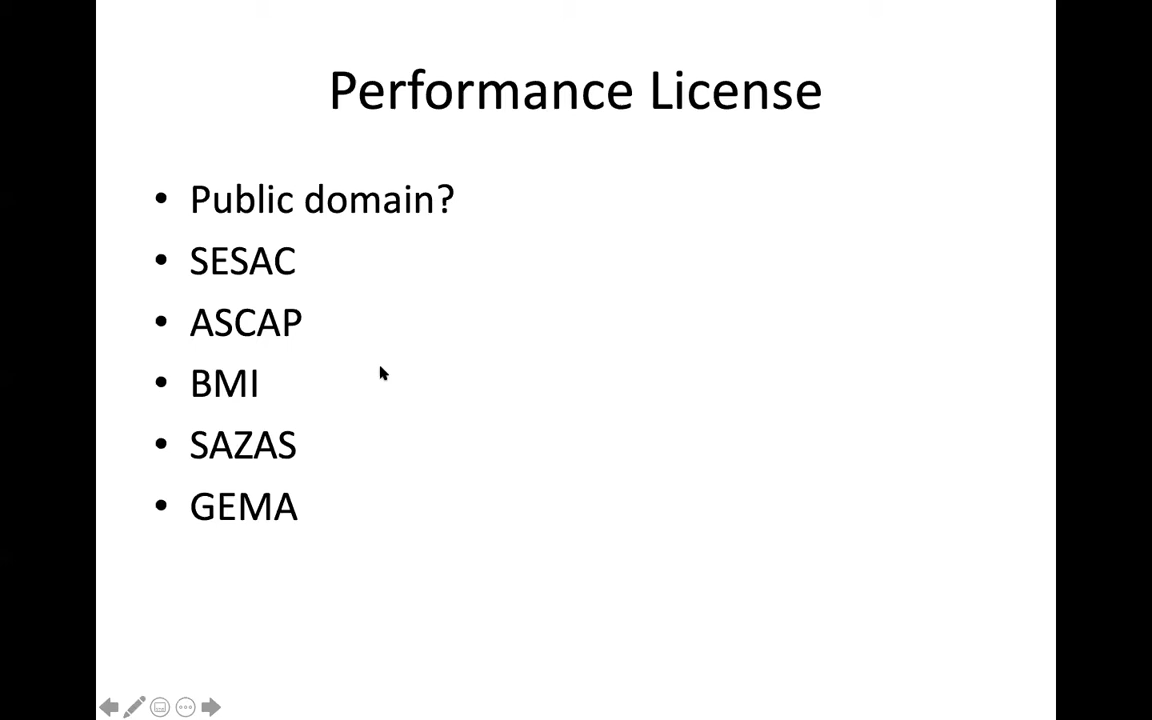 Performance License
• Public domain?
• SESAC
• ASCAP
• BMI
• SAZAS
• GEMA